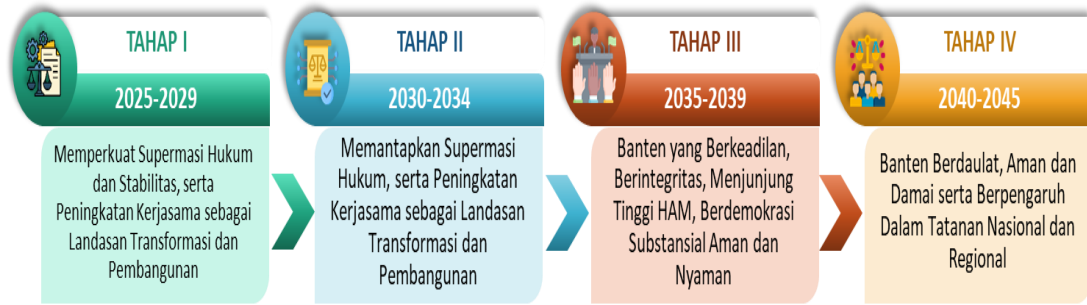 TAHAP I
2025-2029
Memperkuat Supermasi Hukum
dan Stabilitas, serta
Peningkatan Kerjasama sebagai
Landasan Transformasi dan
Pembangunan
TAHAP II
2030-2034
Memantapkan Supermasi
Hukum, serta Peningkatan
Kerjasama sebagai Landasan
Transformasi dan
Pembangunan
TAHAP III
2035-2039
Banten yang Berkeadilan,
Berintegritas, Menjunjung
Tinggi HAM, Berdemokrasi
Substansial Aman dan
Nyaman
TAHAP IV
2040-2045
Banten Berdaulat, Aman dan
Damai serta Berpengaruh
Dalam Tatanan Nasional dan
Regional